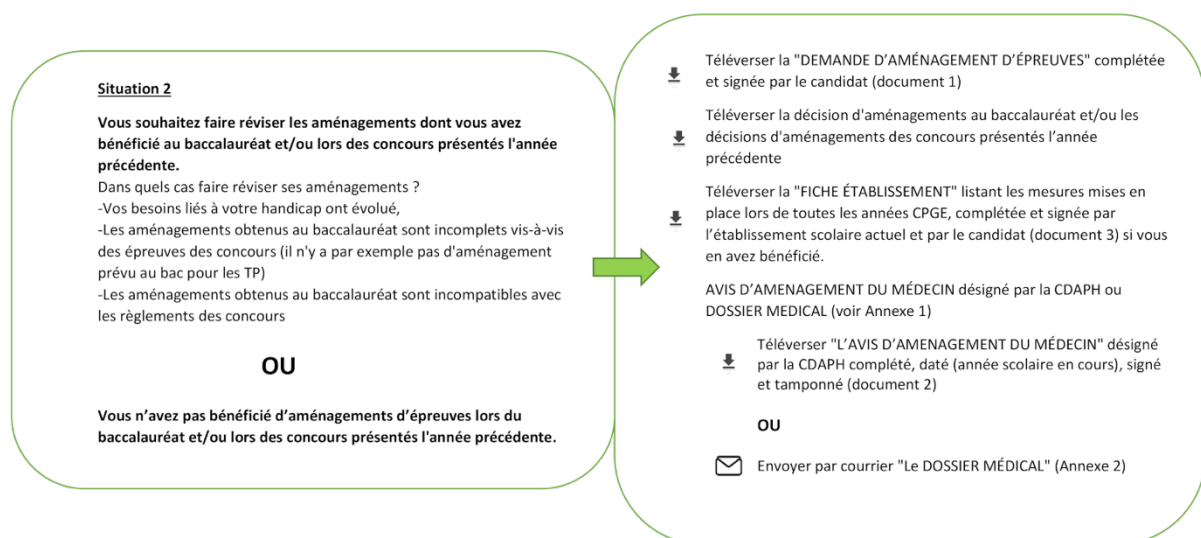 Situation 2
Vous souhaitez faire réviser les aménagements dont vous avez
bénéficié au baccalauréat et/ou lors des concours présentés l'année
précédente.
Dans quels cas faire réviser ses aménagements ?
-Vos besoins liés à votre handicap ont évolué,
-Les aménagements obtenus au baccalauréat sont incomplets vis-à-vis
des épreuves des concours (il n'y a par exemple pas d'aménagement
prévu au bac pour les TP)
-Les aménagements obtenus au baccalauréat sont incompatibles avec
les règlements des concours
OU
Vous n’avez pas bénéficié d’aménagements d’épreuves lors du
baccalauréat et/ou lors des concours présentés l'année précédente.
Téléverser la "DEMANDE D’AMÉNAGEMENT D’ÉPREUVES" complétée
et signée par le candidat (document 1)
Téléverser la décision d'aménagements au baccalauréat et/ou les
décisions d'aménagements des concours présentés l’année
précédente
Téléverser la "FICHE ÉTABLISSEMENT" listant les mesures mises en
place lors de toutes les années CPGE, complétée et signée par
l’établissement scolaire actuel et par le candidat (document 3) si vous
en avez bénéficié.
AVIS D’AMENAGEMENT DU MÉDECIN désigné par la CDAPH ou
DOSSIER MEDICAL (voir Annexe 1)
Téléverser "L’AVIS D’AMENAGEMENT DU MÉDECIN" désigné
par la CDAPH complété, daté (année scolaire en cours), signé
et tamponné (document 2)
OU
Envoyer par courrier "Le DOSSIER MÉDICAL" (Annexe 2)